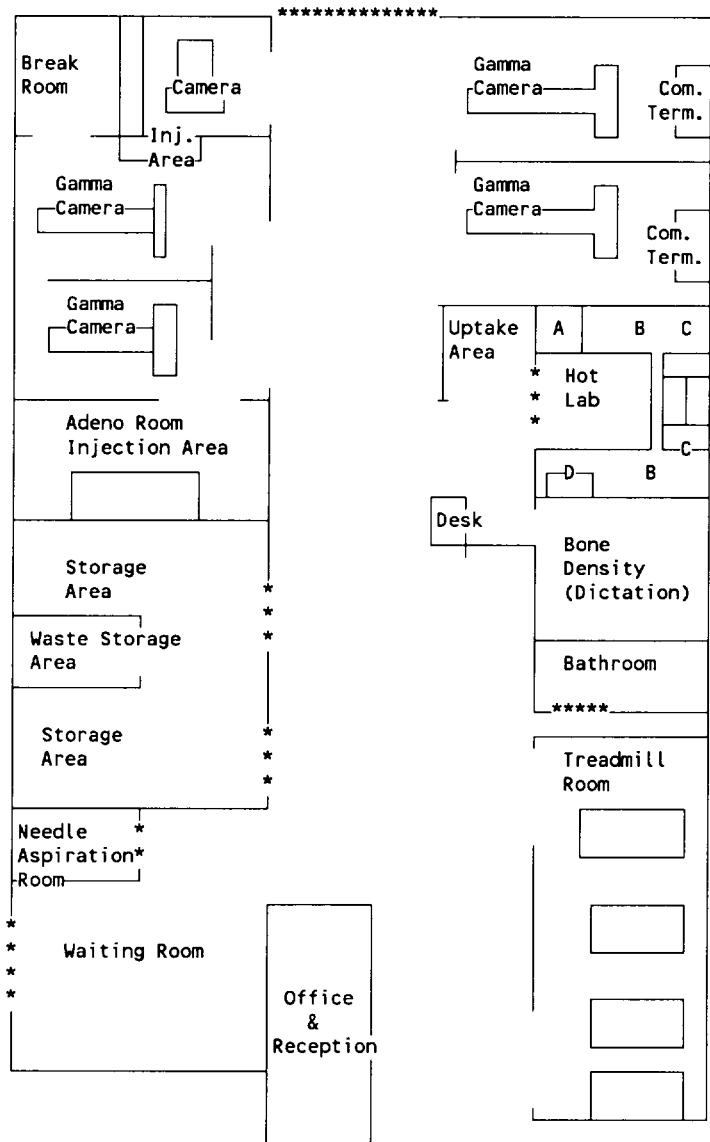 **************
Break
Room
Camera
Inj.
Area
Gamma
Camera
Gamma
Camera
Adeno Room
Injection Area
Storage
Area
*
*
*
Waste Storage
Area
Storage
Area
*
*
*
Needle
Aspiration
Room
*
*
*
*
*
*
Waiting Room
Office
&
Reception
Gamma
Camera
Com.
Term.
Gamma
Camera
Com.
Term.
Uptake
Area
A B C
*
*
*
Hot
Lab
C
D B
Desk
Bone
Density
(Dictation)
Bathroom
*****
Treadmill
Room